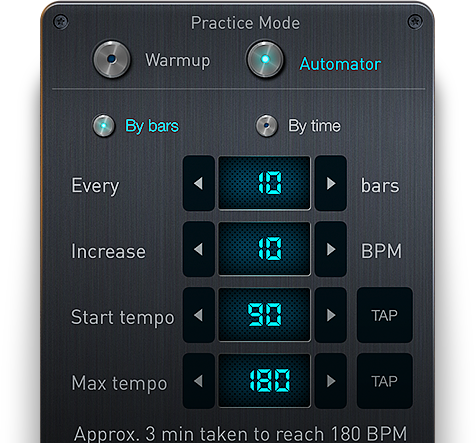 Practice Mode
Warmup Automator
By bars By time
Every 10 bars
Increase 10 BPM
Start tempo 90 TAP
Max tempo 180 TAP
Approx. 3 min taken to reach 180 BPM